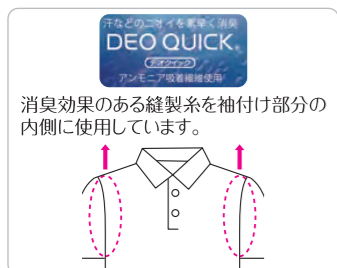 汗などのニオイを素早く消臭
DEO QUICK®
デオクイック
アンモニア吸着繊維使用
消臭効果のある縫製糸を袖付け部分の
内側に使用しています。